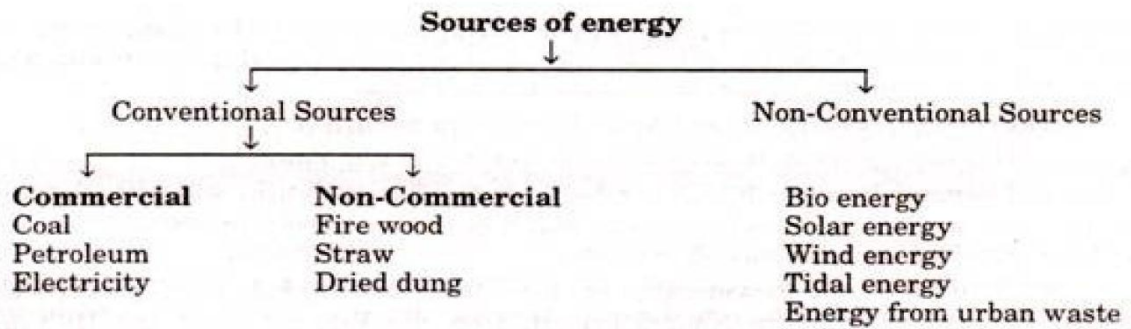 Sources of energy
Conventional Sources
Non-Conventional Sources
Commercial
Coal
Petroleum
Electricity
Non-Commercial
Fire wood
Straw
Dried dung
Bio energy
Solar energy
Wind energy
Tidal energy
Energy from urban waste